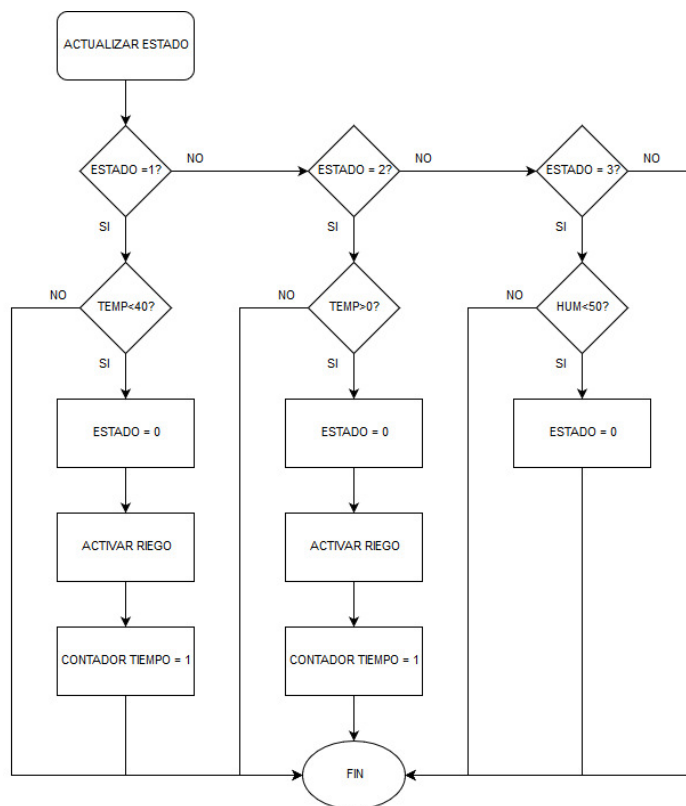 ACTUALIZAR ESTADO
ESTADO =1?
NO
ESTADO = 2?
NO
ESTADO = 3?
NO
SI
SI
SI
NO
TEMP<40?
NO
TEMP>0?
NO
HUM<50?
SI
SI
SI
ESTADO = 0
ESTADO = 0
ESTADO = 0
ACTIVAR RIEGO
ACTIVAR RIEGO
CONTADOR TIEMPO = 1
CONTADOR TIEMPO = 1
FIN